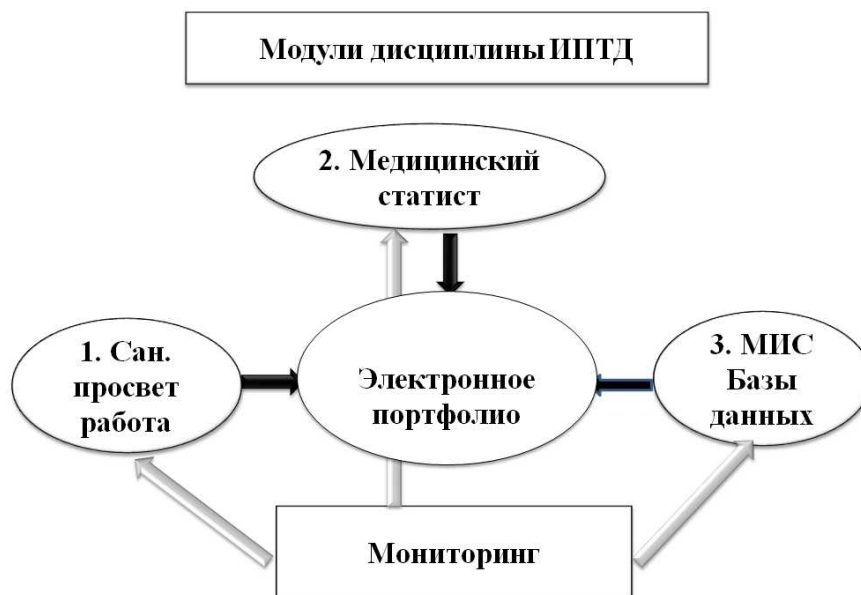 Модули дисциплины ИПТД
2. Медицинский
статист
1. Сан.
просвет
работа
Электронное
портфолио
3. МИС
Базы
данных
Мониторинг